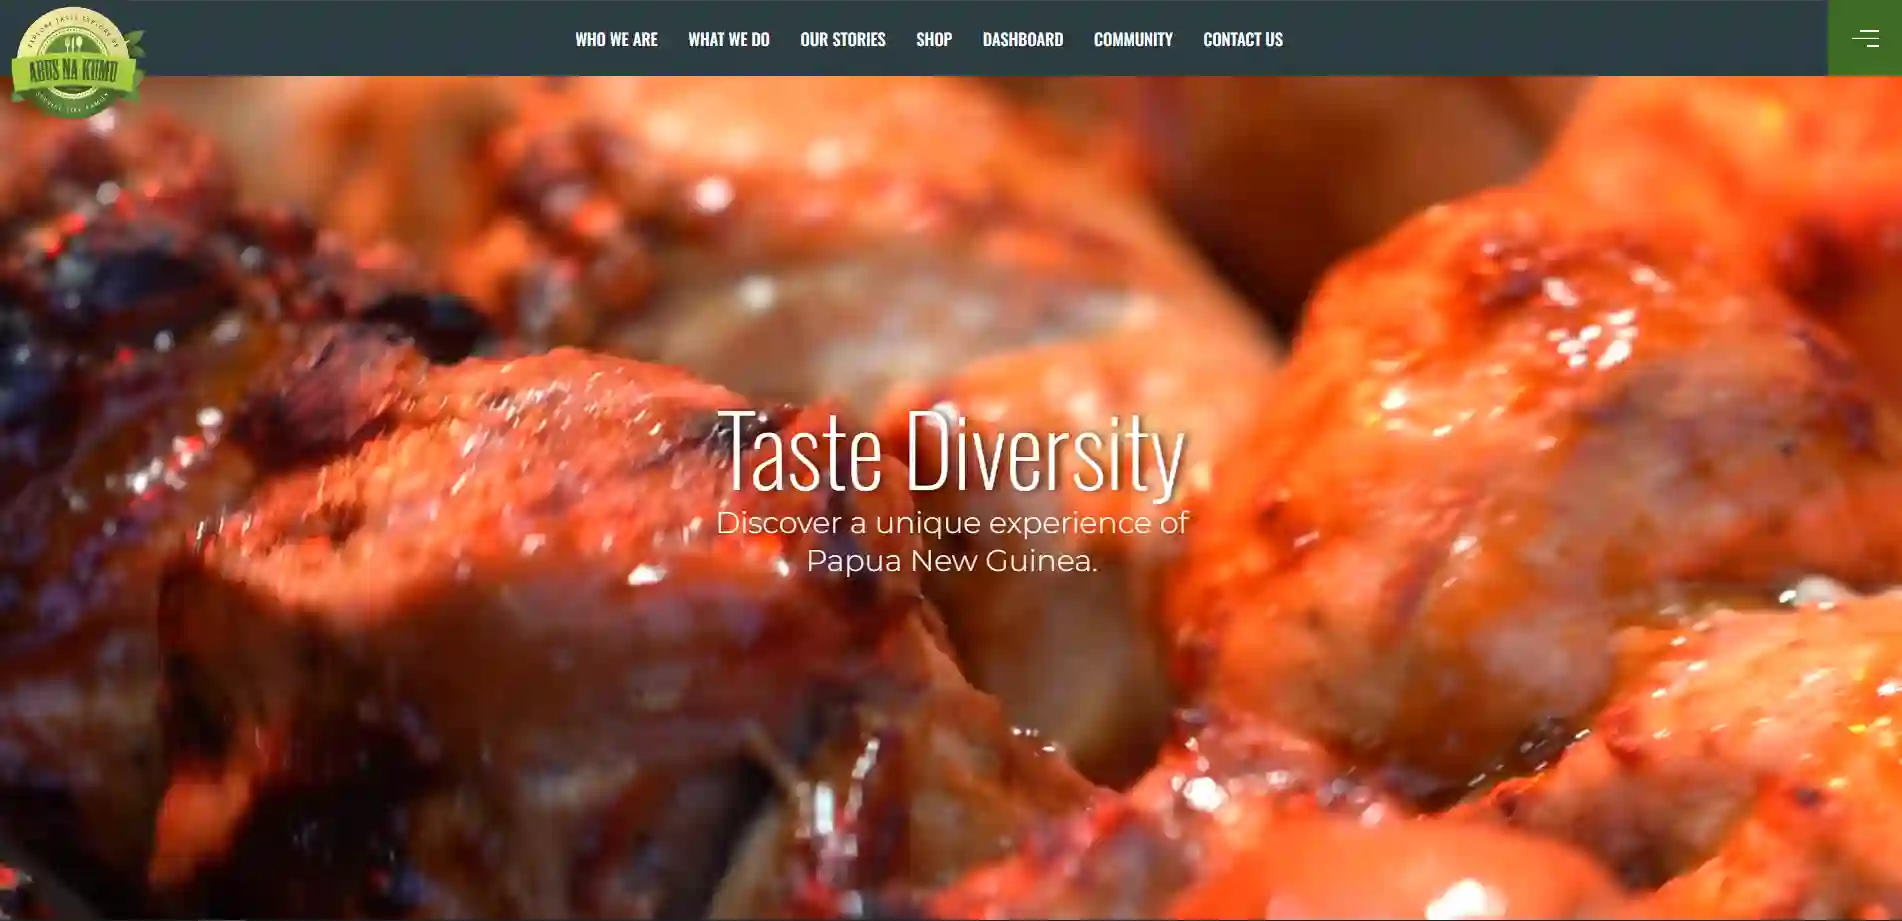 ABUS NA KUMU
WHO WE ARE
WHAT WE DO
OUR STORIES
SHOP
DASHBOARD
COMMUNITY
CONTACT US
Taste Diversity
Discover a unique experience of
Papua New Guinea.